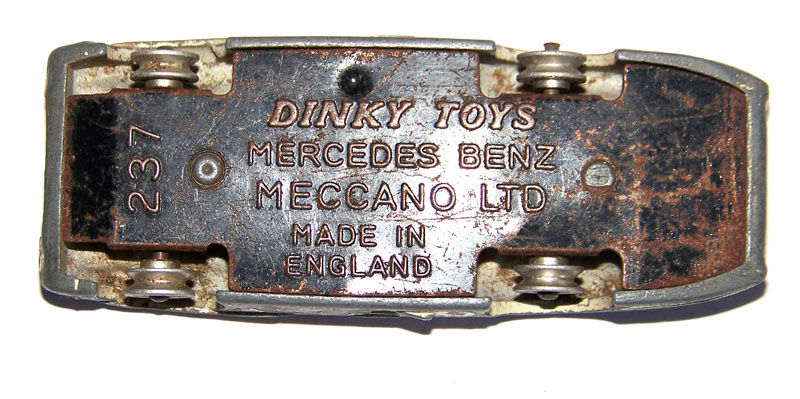 DINKY TOYS
MERCEDES BENZ
MECCANO LTD
MADE IN
ENGLAND
237